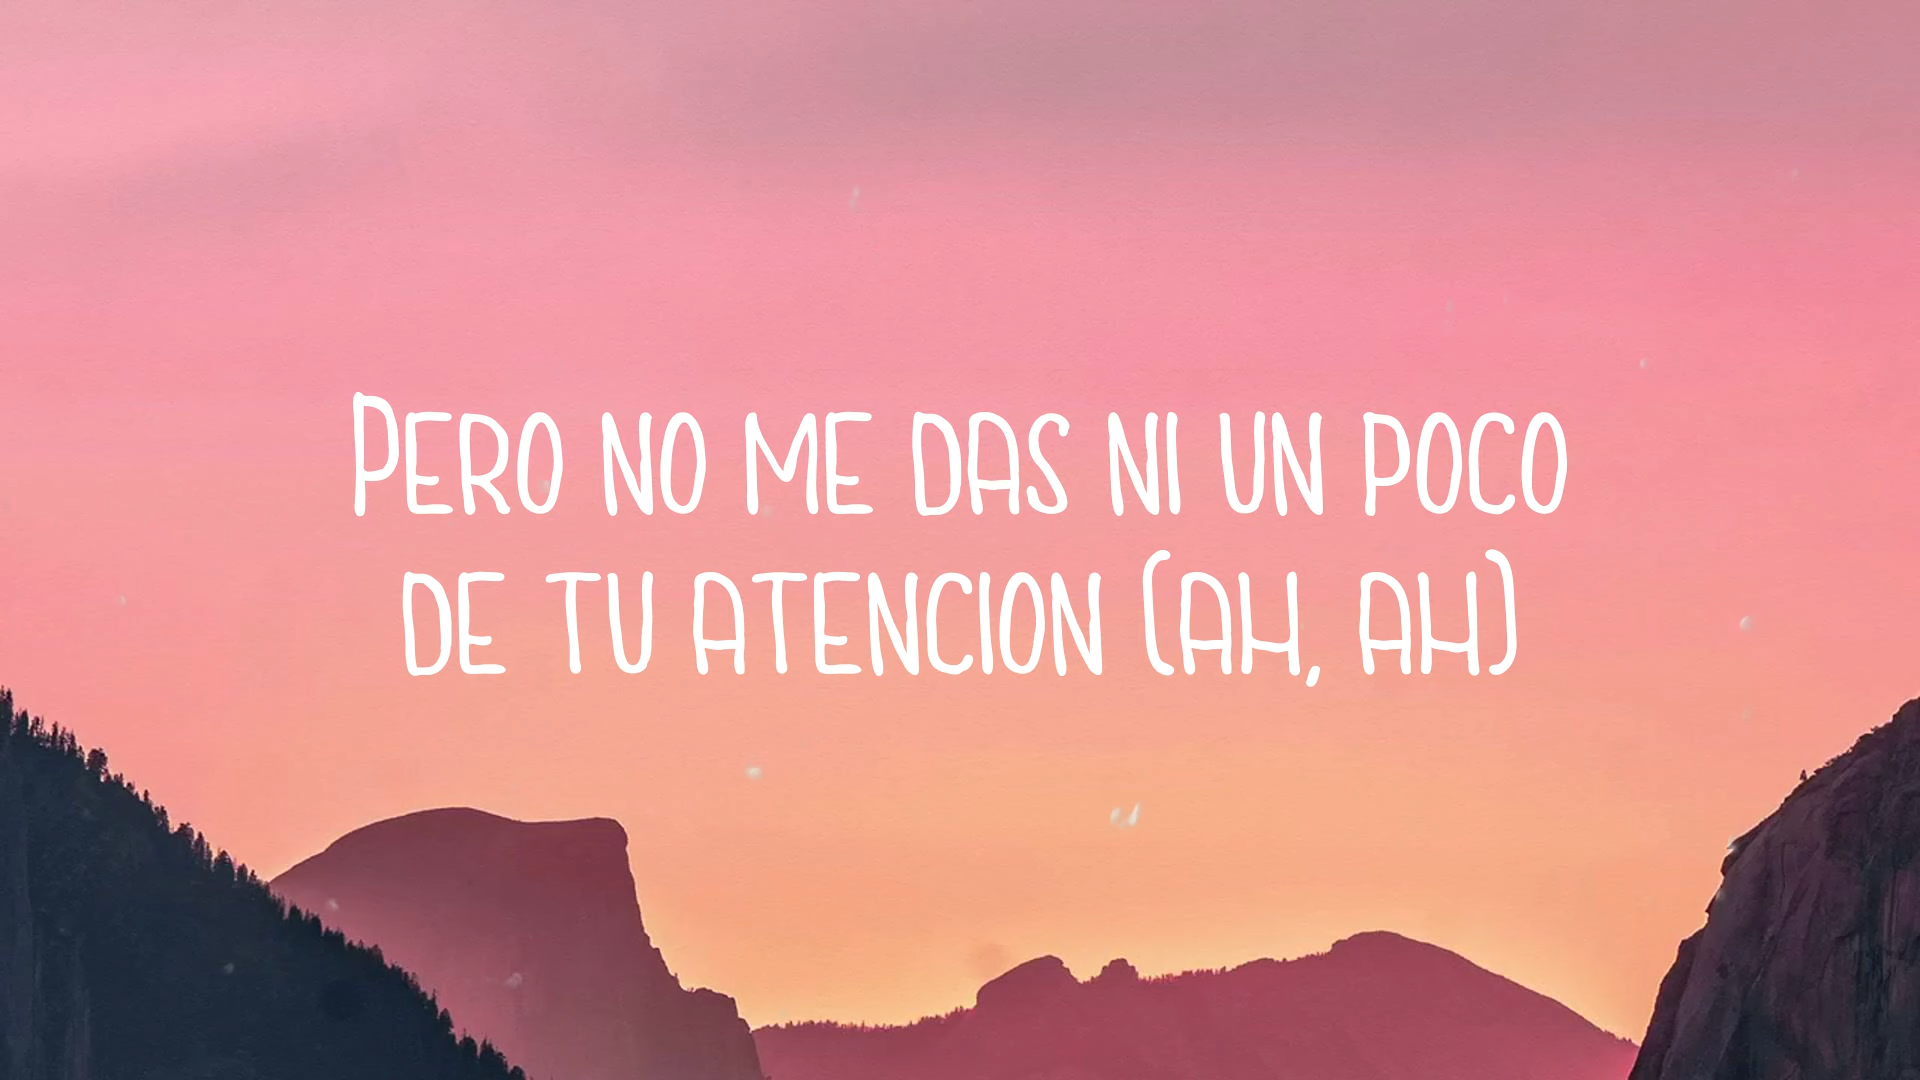 PERO NO ME DAS NI UN POCO
DE TU ATENCION (AH, AH)